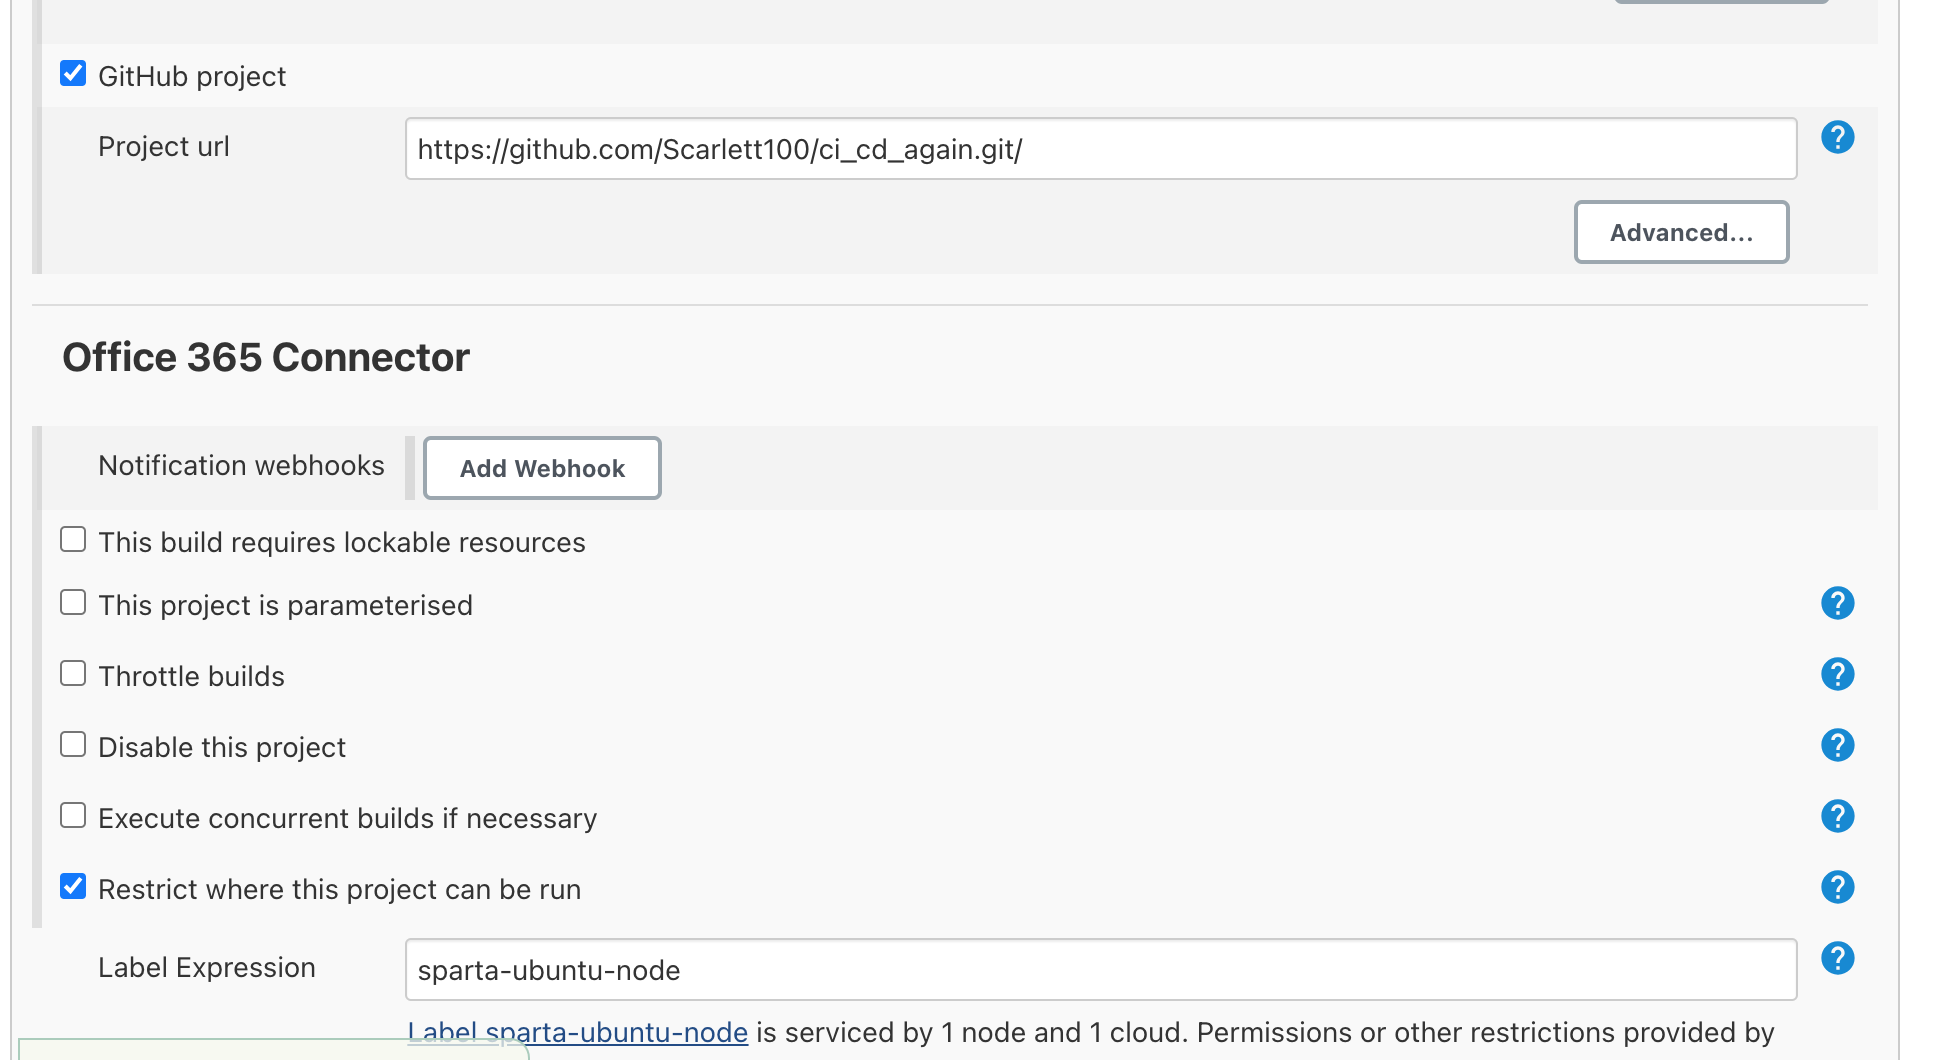 GitHub project
Project url
https://github.com/Scarlett100/ci_cd_again.git/
?
Advanced...
Office 365 Connector
Notification webhooks
Add Webhook
This build requires lockable resources
This project is parameterised
?
Throttle builds
?
Disable this project
?
Execute concurrent builds if necessary
?
Restrict where this project can be run
?
Label Expression
sparta-ubuntu-node
?
Label sparta-ubuntu-node is serviced by 1 node and 1 cloud. Permissions or other restrictions provided by